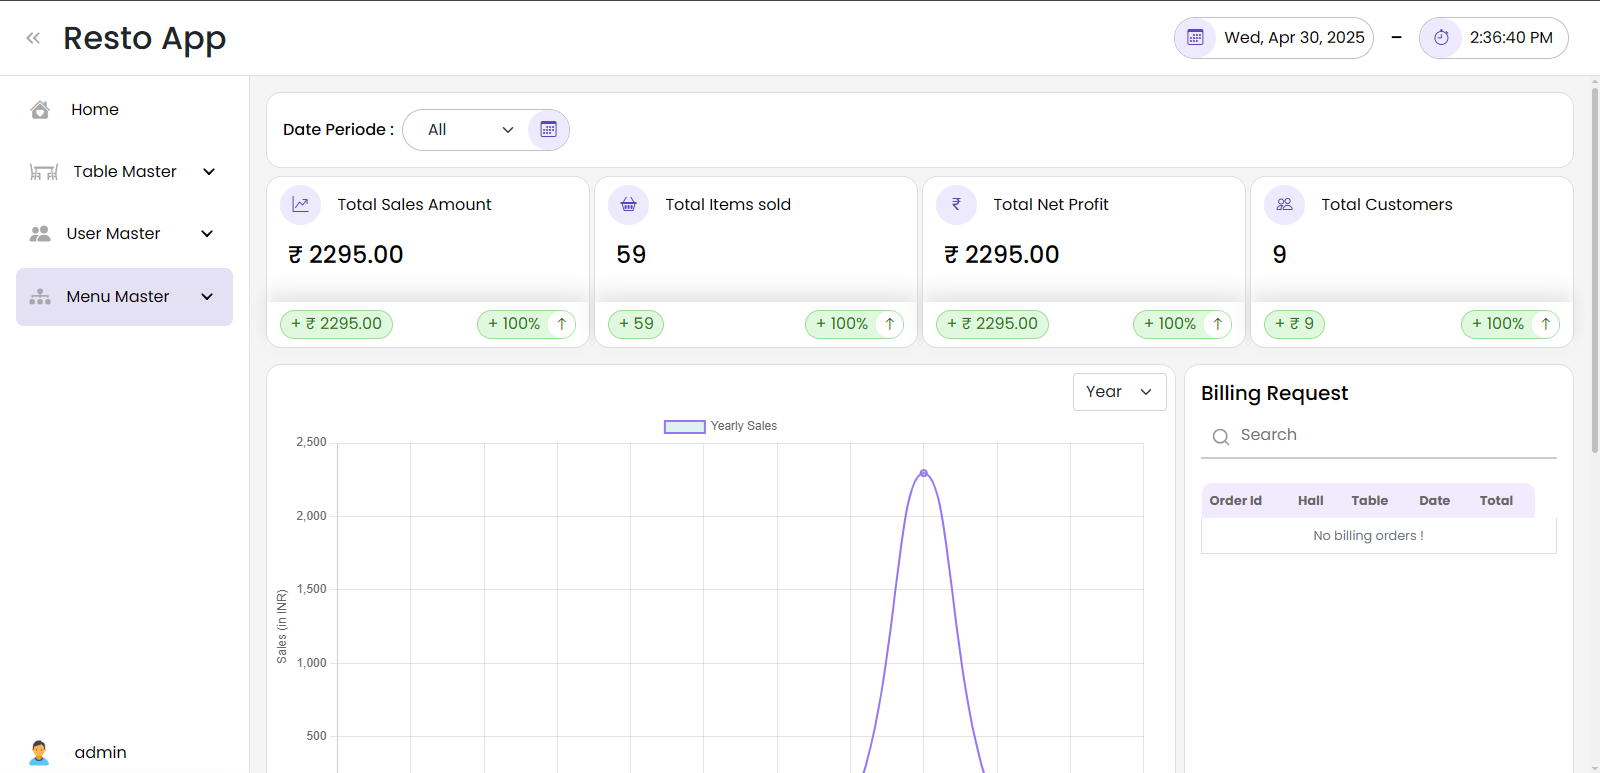 Resto App
Wed, Apr 30, 2025 – 2:36:40 PM
Home
Table Master
User Master
Menu Master
admin
Date Periode : All
Total Sales Amount
₹ 2295.00
+ ₹ 2295.00 + 100% ↑
Total Items sold
59
+ 59 + 100% ↑
Total Net Profit
₹ 2295.00
+ ₹ 2295.00 + 100% ↑
Total Customers
9
+ ₹ 9 + 100% ↑
Year
Yearly Sales
2,500
2,000
1,500
1,000
500
Sales (in INR)
Billing Request
Search
Order Id Hall Table Date Total
No billing orders !